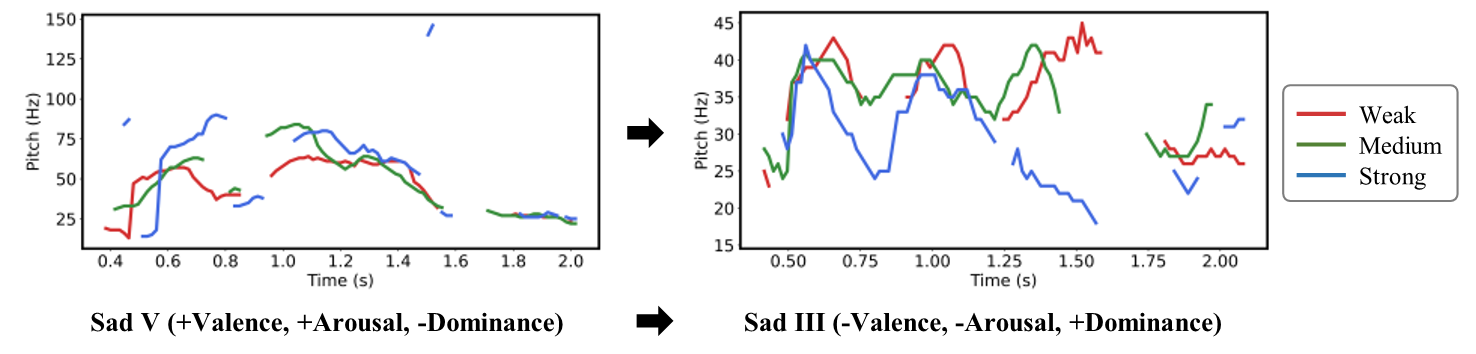 150
125
100
75
50
25
Pitch (Hz)
0.4 0.6 0.8 1.0 1.2 1.4 1.6 1.8 2.0
Time (s)
45
40
35
30
25
20
15
Pitch (Hz)
0.50 0.75 1.00 1.25 1.50 1.75 2.00
Time (s)
Weak
Medium
Strong
Sad V (+Valence, +Arousal, -Dominance)
Sad III (-Valence, -Arousal, +Dominance)